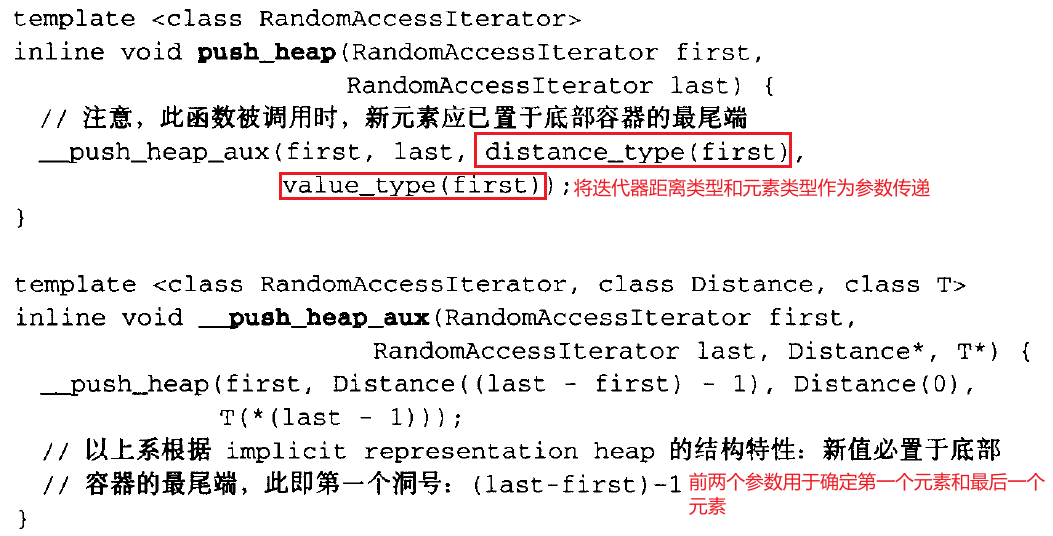 template <class RandomAccessIterator>
inline void push_heap(RandomAccessIterator first,
RandomAccessIterator last) {
// 注意，此函数被调用时，新元素应已置于底部容器的最尾端
__push_heap_aux(first, last, distance_type(first),
value_type(first)); 将迭代器距离类型和元素类型作为参数传递
}
template <class RandomAccessIterator, class Distance, class T>
inline void __push_heap_aux(RandomAccessIterator first,
RandomAccessIterator last, Distance*, T*) {
__push_heap(first, Distance((last - first) - 1), Distance(0),
T(*(last - 1)));
// 以上系根据 implicit representation heap 的结构特性：新值必置于底部
// 容器的最尾端，此即第一个洞号：(last-first)-1 前两个参数用于确定第一个元素和最后一个
元素
}